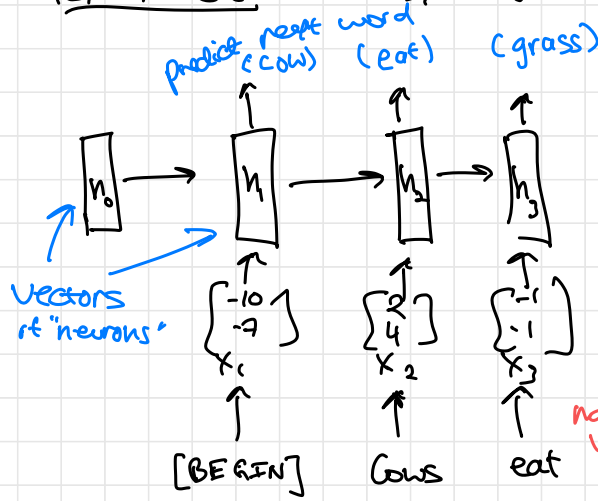 predict next word
(cow) (eat) (grass)
h₀ h₁ h₂ h₃
vectors
of "neurons"
-10 2 -1
-7 4 -1
x₁ x₂ x₃
[BEGIN] Cows eat